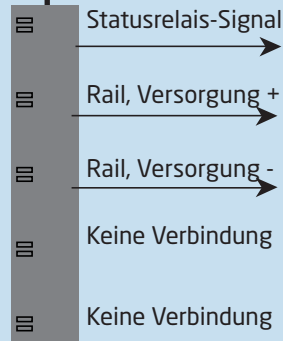 Statusrelais-Signal
Rail, Versorgung +
Rail, Versorgung -
Keine Verbindung
Keine Verbindung